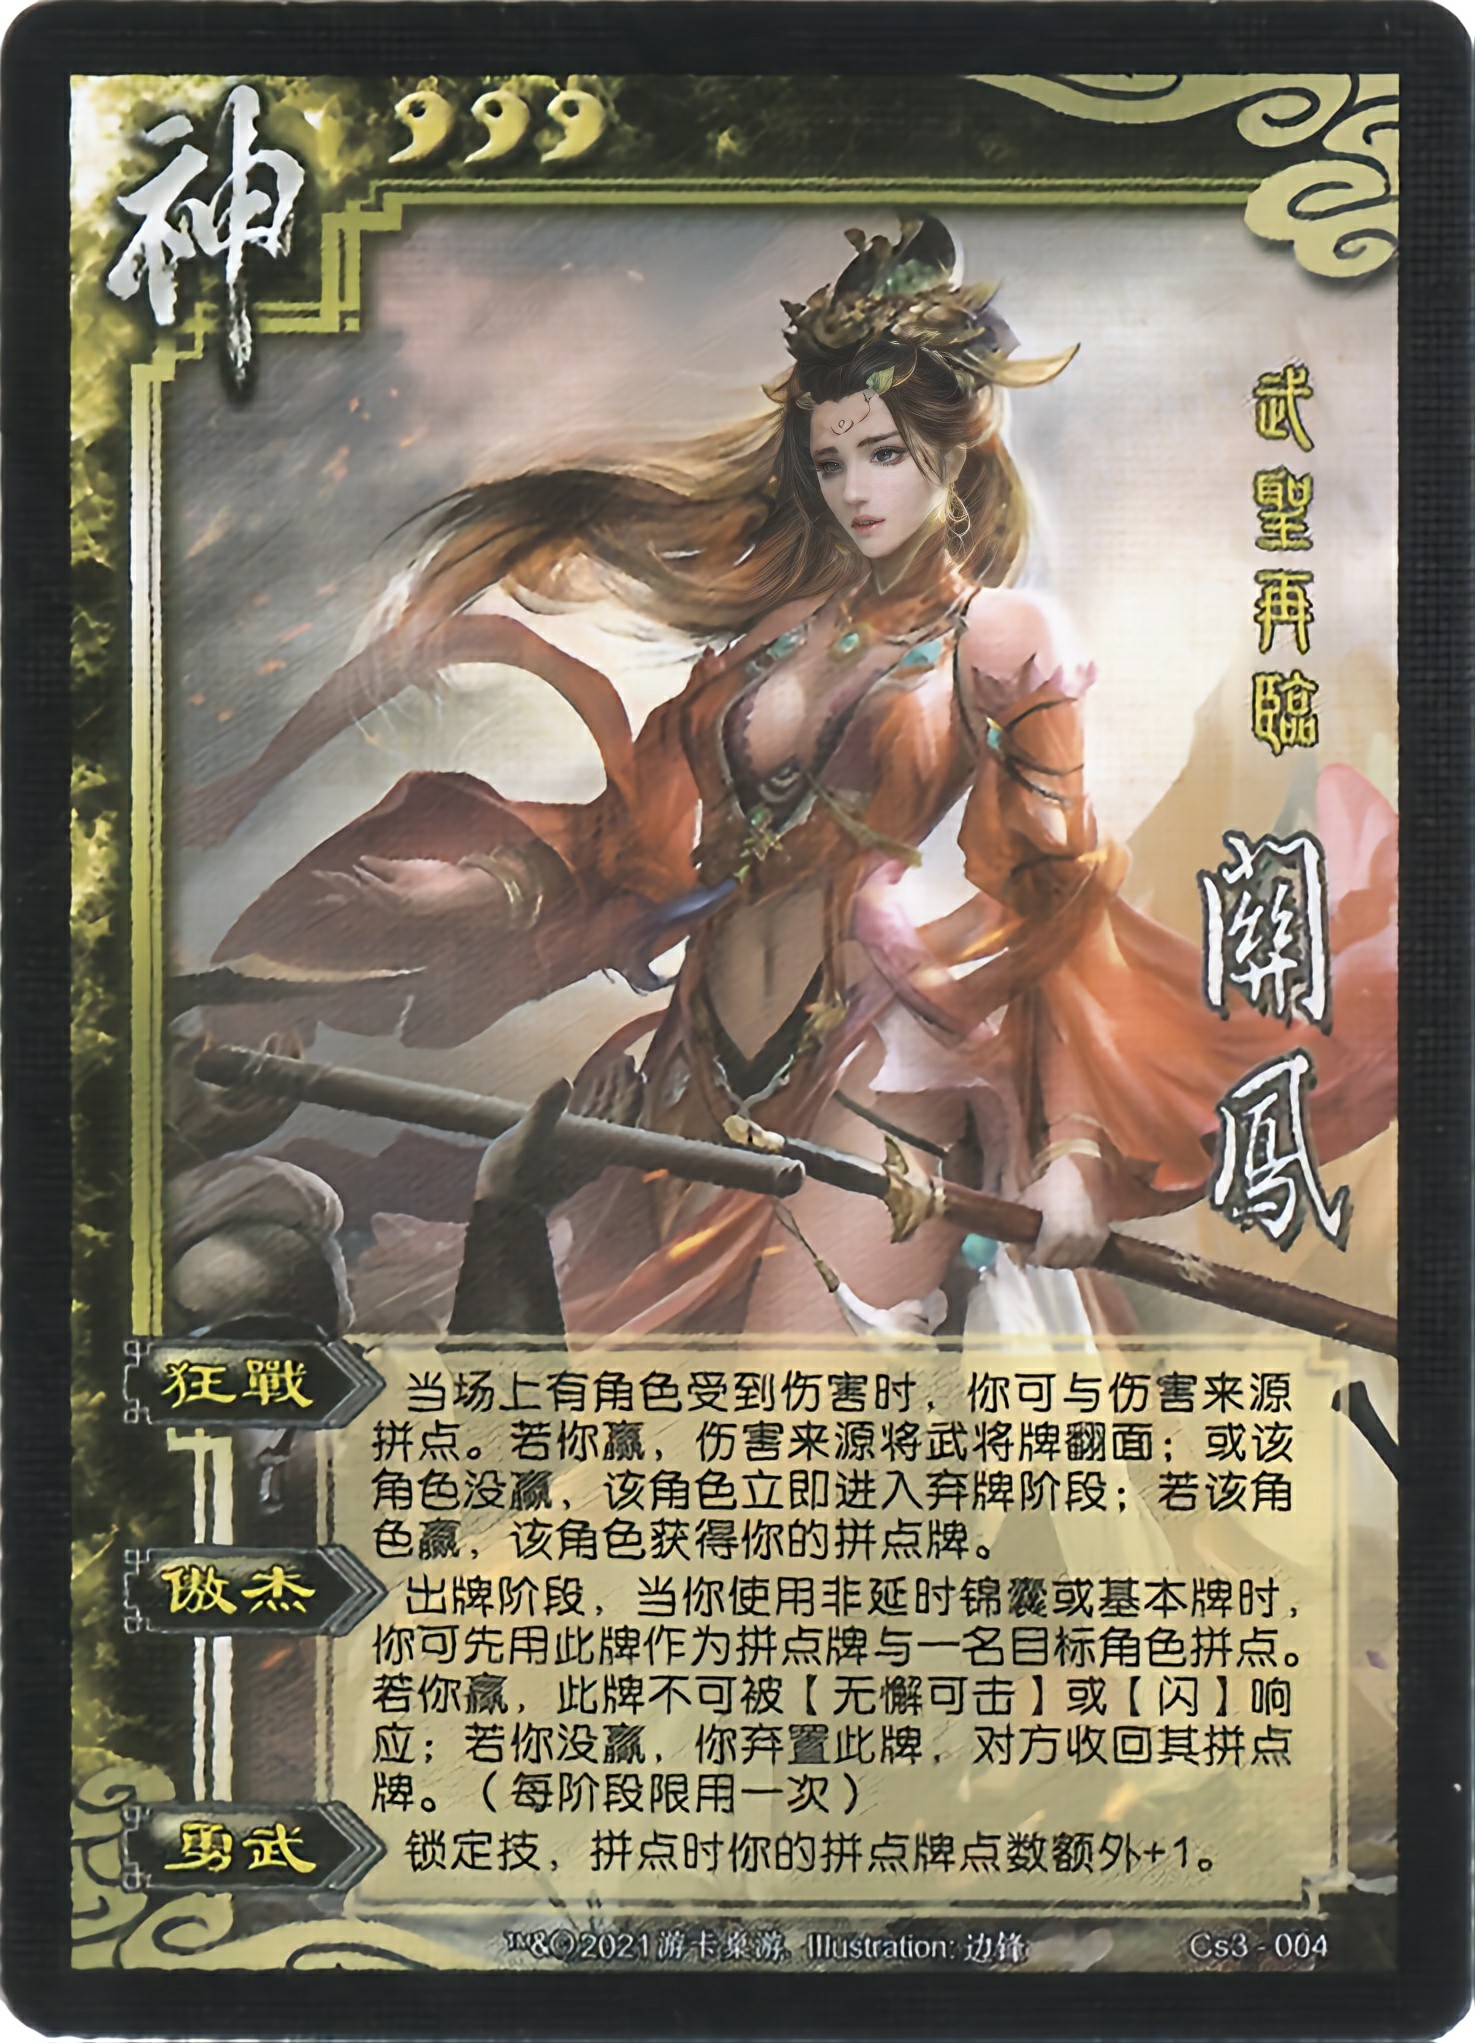 神
武聖再臨
關鳳
狂戰
当场上有角色受到伤害时，你可与伤害来源
拼点。若你赢，伤害来源将武将牌翻面；或该
角色没赢，该角色立即进入弃牌阶段；若该角
色赢，该角色获得你的拼点牌。
傲杰
出牌阶段，当你使用非延时锦囊或基本牌时，
你可先用此牌作为拼点牌与一名目标角色拼点。
若你赢，此牌不可被【无懈可击】或【闪】响
应；若你没赢，你弃置此牌，对方收回其拼点
牌。（每阶段限用一次）
勇武
锁定技，拼点时你的拼点牌点数额外+1。
™&©2021游卡桌游. Illustration: 边锋
Cs3 - 004